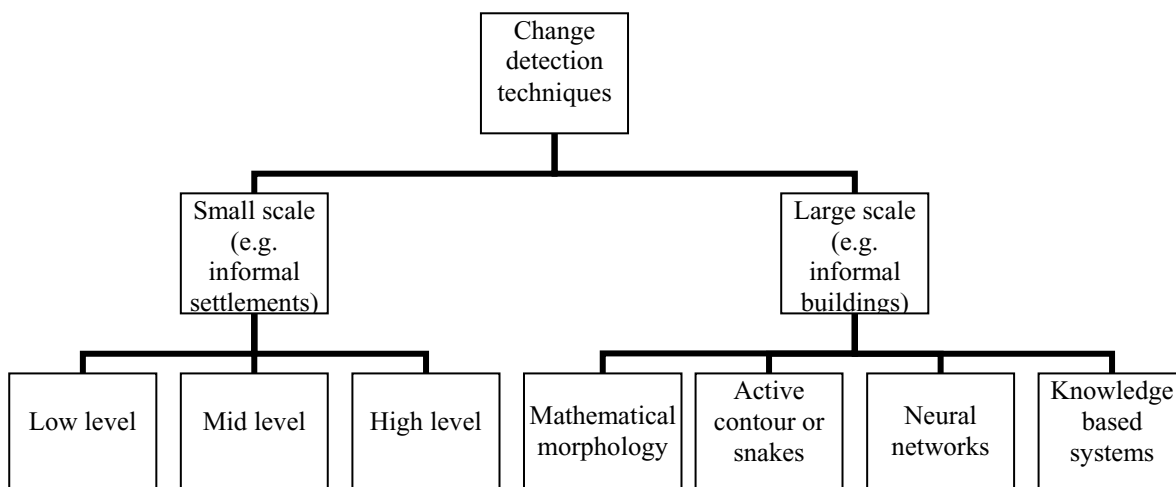 Change
detection
techniques
Small scale
(e.g.
informal
settlements)
Large scale
(e.g.
informal
buildings)
Low level
Mid level
High level
Mathematical
morphology
Active
contour or
snakes
Neural
networks
Knowledge
based
systems